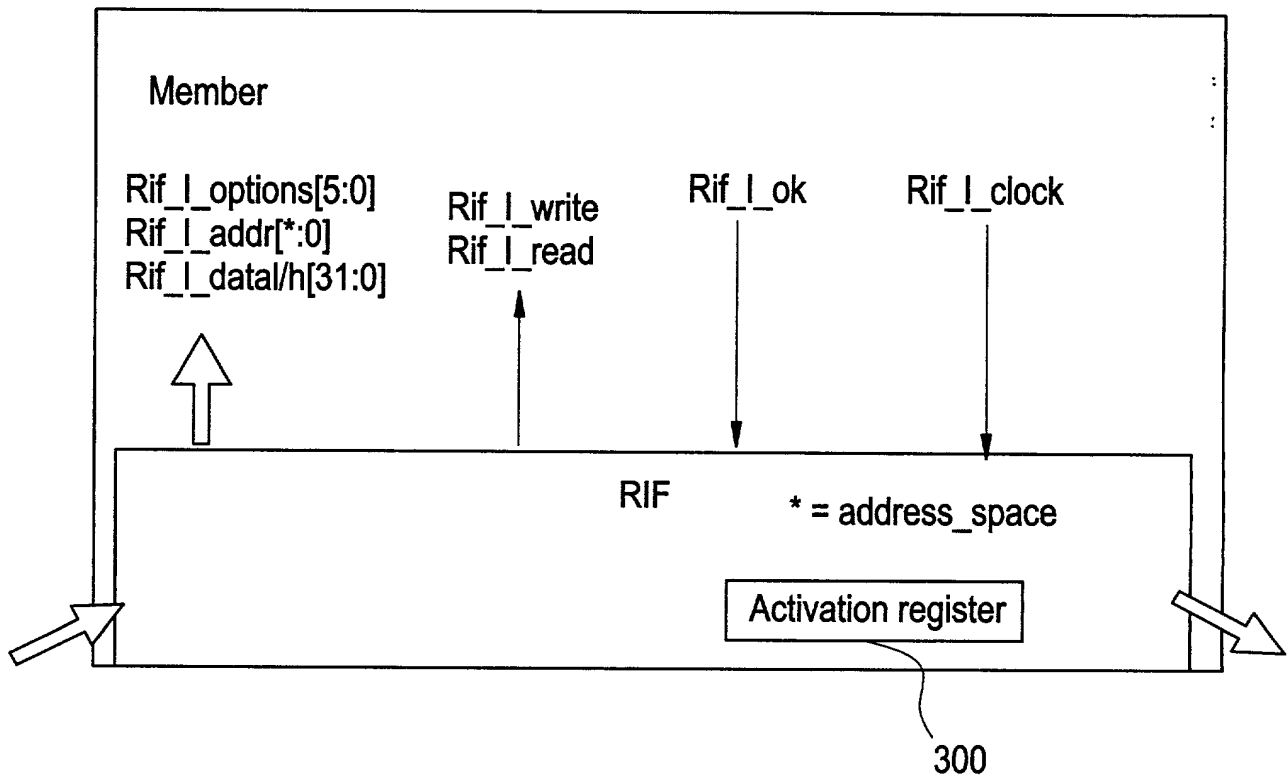 Member
Rif_I_options[5:0]
Rif_I_addr[*:0]
Rif_I_datal/h[31:0]
Rif_I_write
Rif_I_read
Rif_I_ok
Rif_I_clock
RIF
* = address_space
Activation register
300